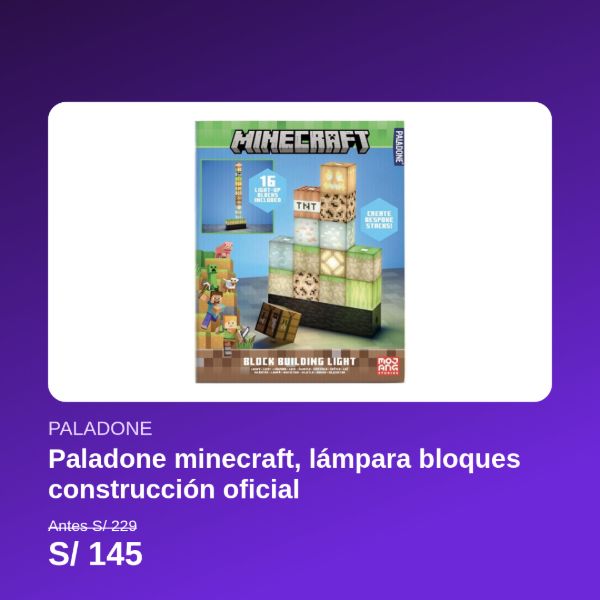 MINECRAFT
PALADONE
16
LIGHT-UP
BLOCKS
INCLUDED
TNT
CREATE
BESPOKE
STACKS!
BLOCK BUILDING LIGHT
MOJANG
STUDIOS
PALADONE
Paladone minecraft, lámpara bloques
construcción oficial
Antes S/ 229
S/ 145